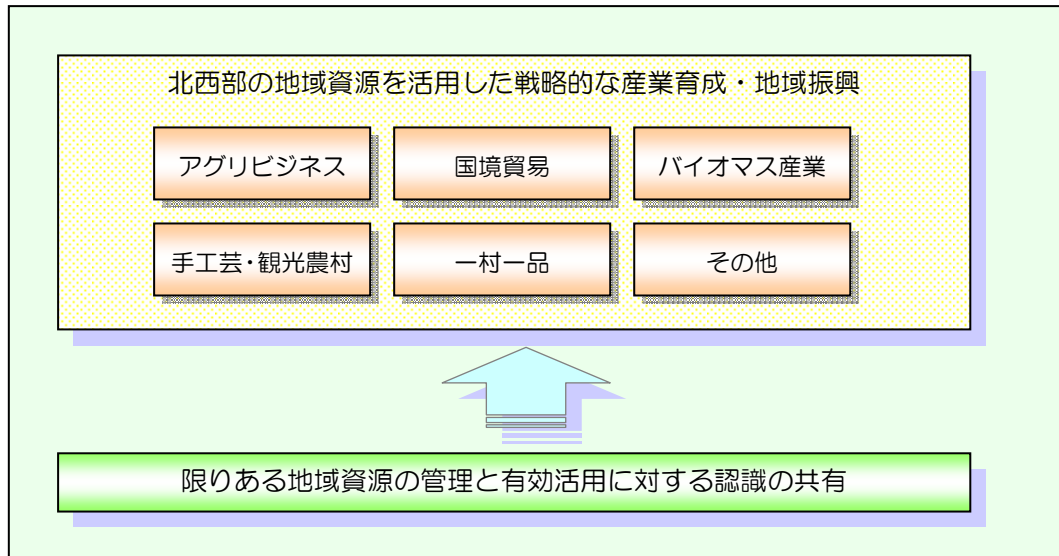 北西部の地域資源を活用した戦略的な産業育成・地域振興
アグリビジネス
国境貿易
バイオマス産業
手工芸・観光農村
一村一品
その他
限りある地域資源の管理と有効活用に対する認識の共有